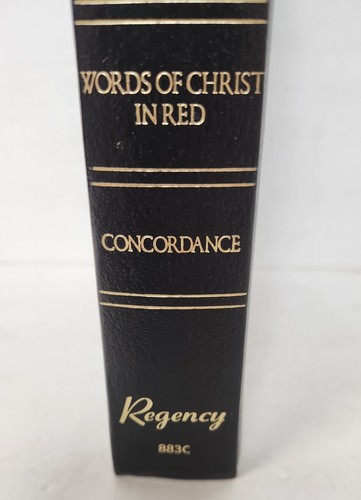 WORDS OF CHRIST
IN RED
CONCORDANCE
Regency
883C